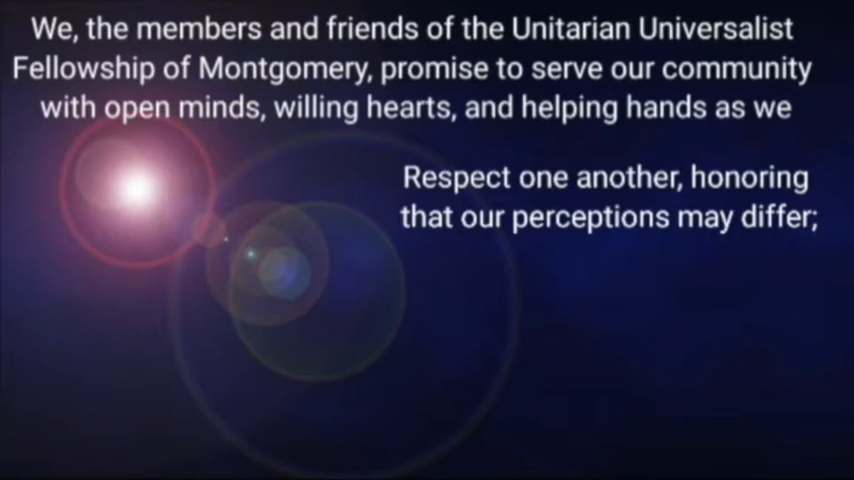 We, the members and friends of the Unitarian Universalist
Fellowship of Montgomery, promise to serve our community
with open minds, willing hearts, and helping hands as we
Respect one another, honoring
that our perceptions may differ;